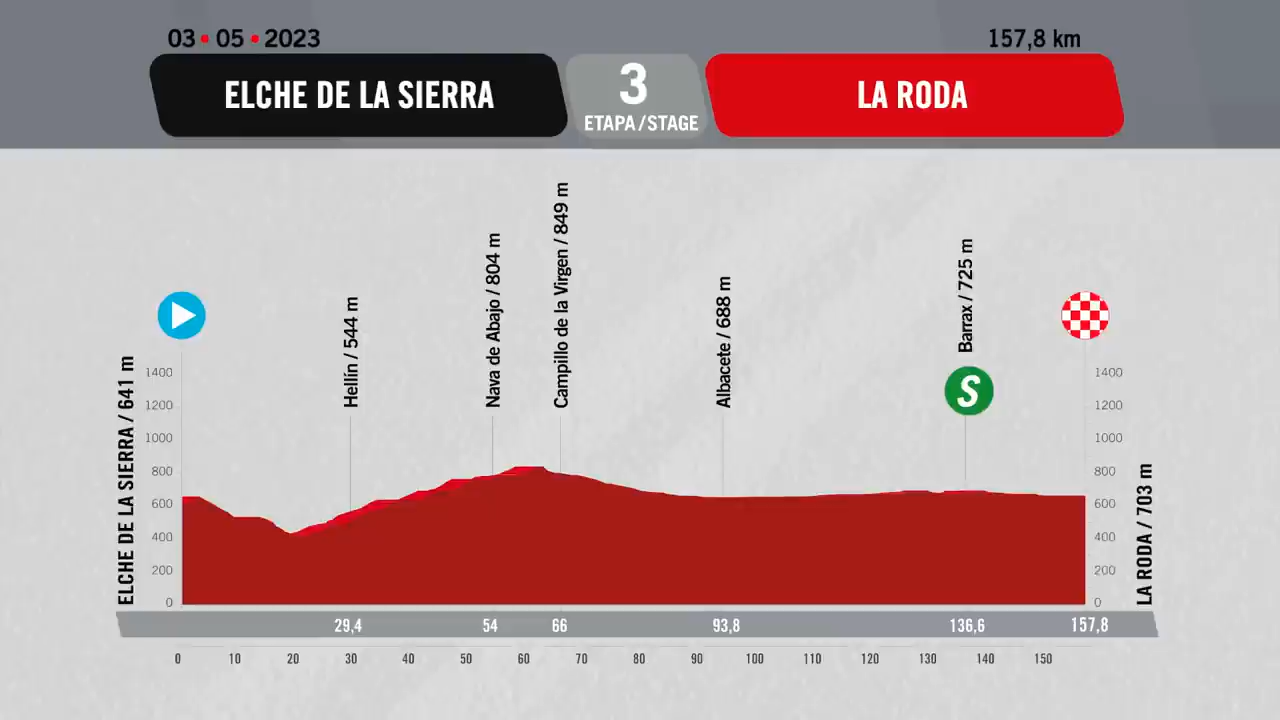 03 • 05 • 2023
157,8 km
ELCHE DE LA SIERRA
3
ETAPA/STAGE
LA RODA
ELCHE DE LA SIERRA / 641 m
Hellín / 544 m
Nava de Abajo / 804 m
Campillo de la Virgen / 849 m
Albacete / 688 m
Barrax / 725 m
S
LA RODA / 703 m
1400
1200
1000
800
600
400
200
0
1400
1200
1000
800
600
400
200
0
29,4 54 66 93,8 136,6 157,8
0 10 20 30 40 50 60 70 80 90 100 110 120 130 140 150